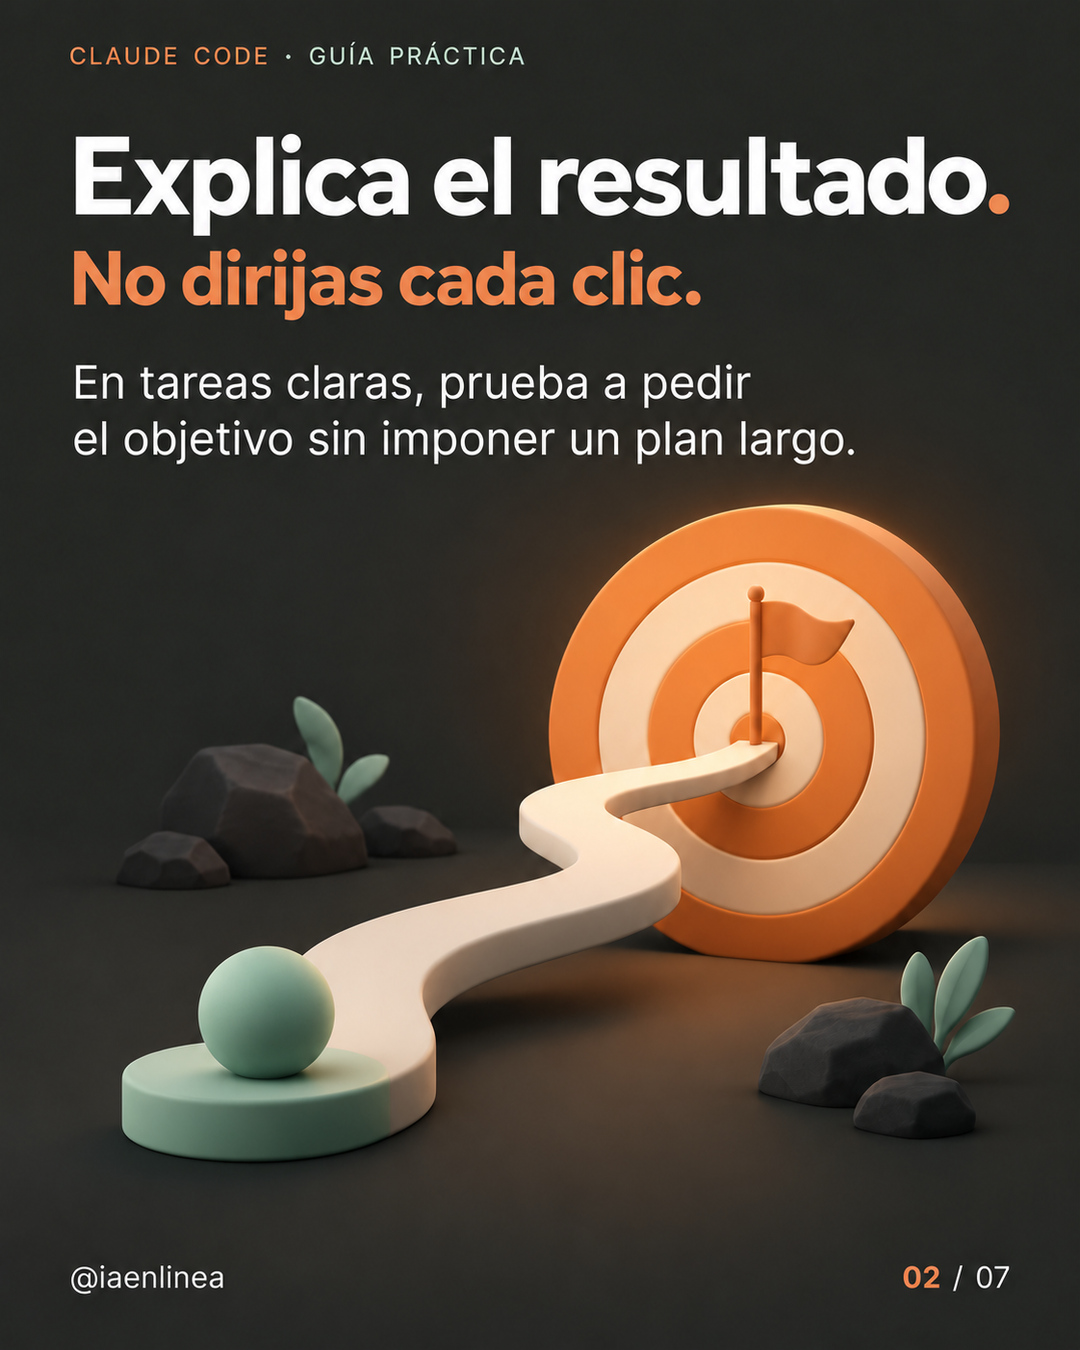 CLAUDE CODE · GUÍA PRÁCTICA
Explica el resultado.
No dirijas cada clic.
En tareas claras, prueba a pedir
el objetivo sin imponer un plan largo.
@iaenlinea
02 / 07